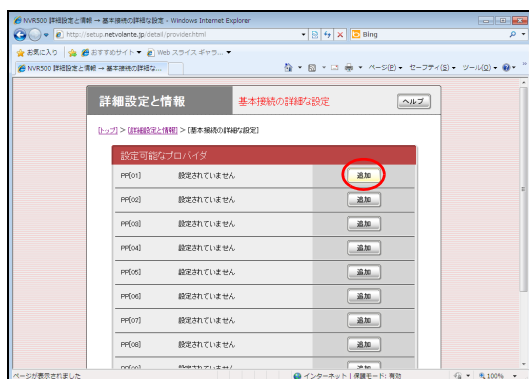 NVR500 詳細設定と情報 → 基本接続の詳細な設定 - Windows Internet Explorer
http://setup.netvolante.jp/detail/provider.html
Bing
お気に入り おすすめサイト Web スライス ギャラ...
NVR500 詳細設定と情報 → 基本接続の詳細な...
ページ(P) セーフティ(S) ツール(O)
詳細設定と情報 基本接続の詳細な設定 ヘルプ
[トップ] > [詳細設定と情報] > [基本接続の詳細な設定]
設定可能なプロバイダ
PP[01] 設定されていません 追加
PP[02] 設定されていません 追加
PP[03] 設定されていません 追加
PP[04] 設定されていません 追加
PP[05] 設定されていません 追加
PP[06] 設定されていません 追加
PP[07] 設定されていません 追加
PP[08] 設定されていません 追加
ページが表示されました インターネット | 保護モード: 有効 100%